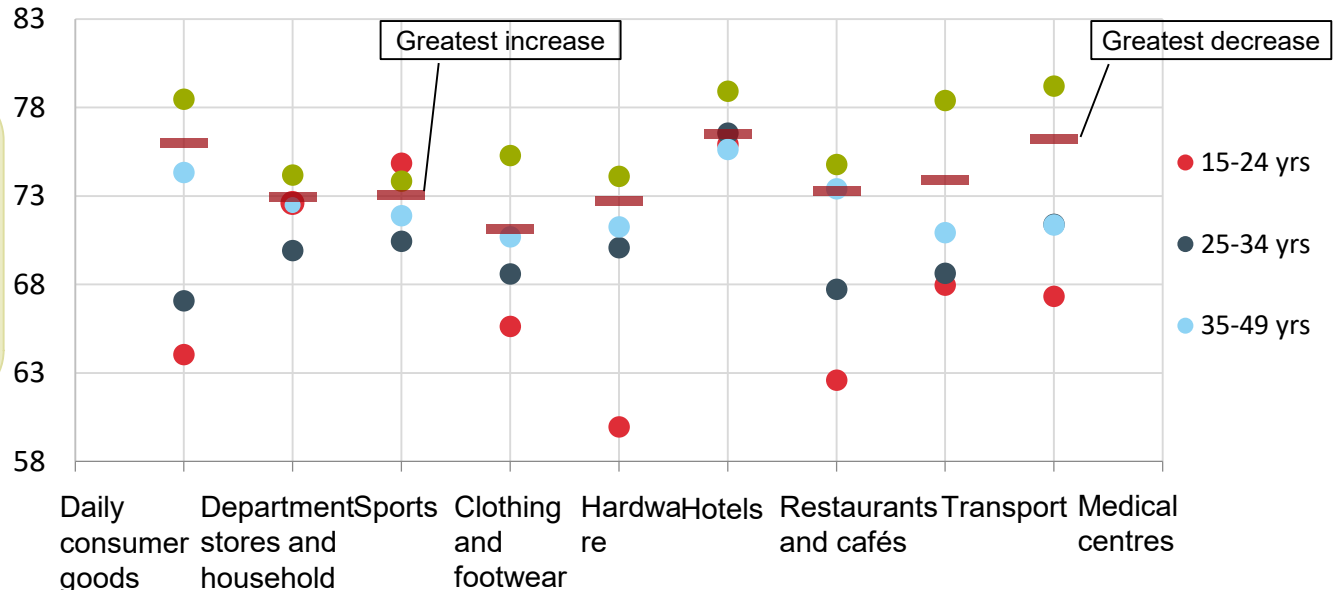 83
78
73
68
63
58
Greatest increase
Greatest decrease
15-24 yrs
25-34 yrs
35-49 yrs
Daily
consumer
goods
Department
stores and
household
Sports
Clothing
and
footwear
Hardwa
re
Hotels
Restaurants
and cafés
Transport
Medical
centres